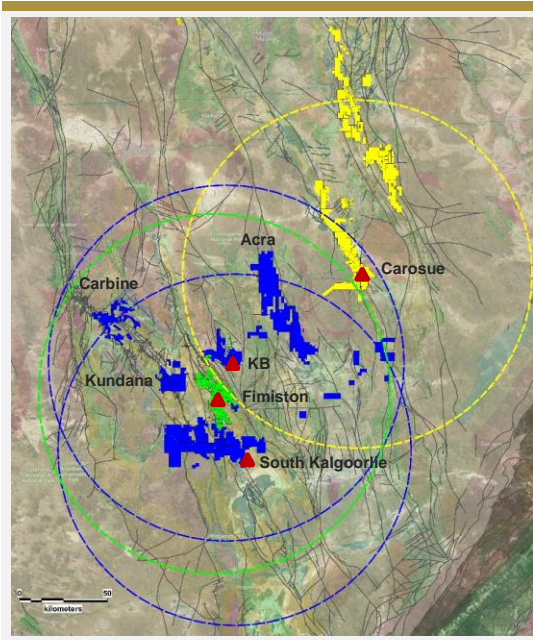 Acra
Carosue
Carbine
KB
Kundana
Fimiston
South Kalgoorlie
0 50
kilometers